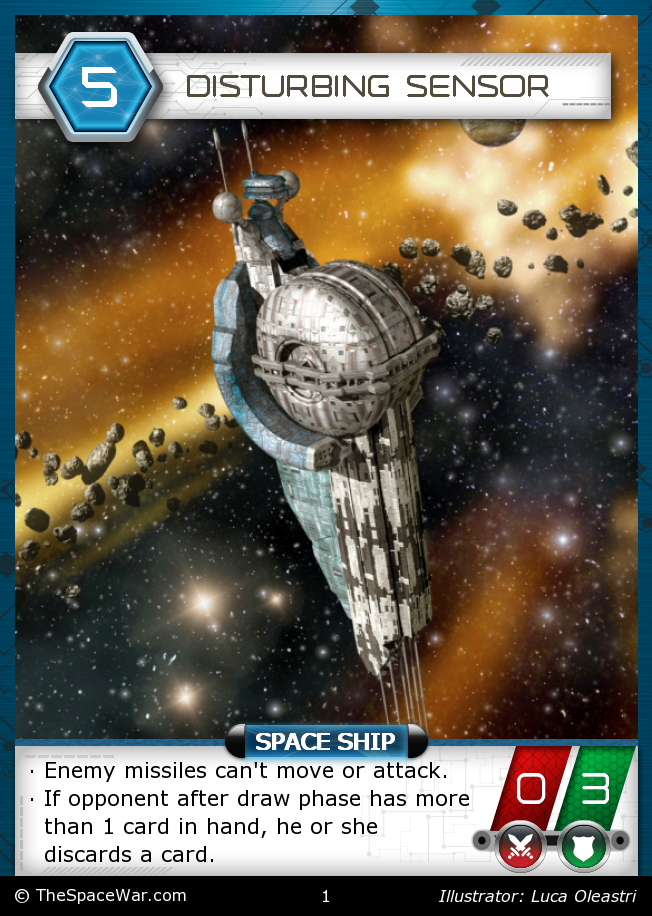 5
DISTURBING SENSOR
SPACE SHIP
· Enemy missiles can't move or attack.
· If opponent after draw phase has more
than 1 card in hand, he or she
discards a card.
0 3
© TheSpaceWar.com 1 Illustrator: Luca Oleastri